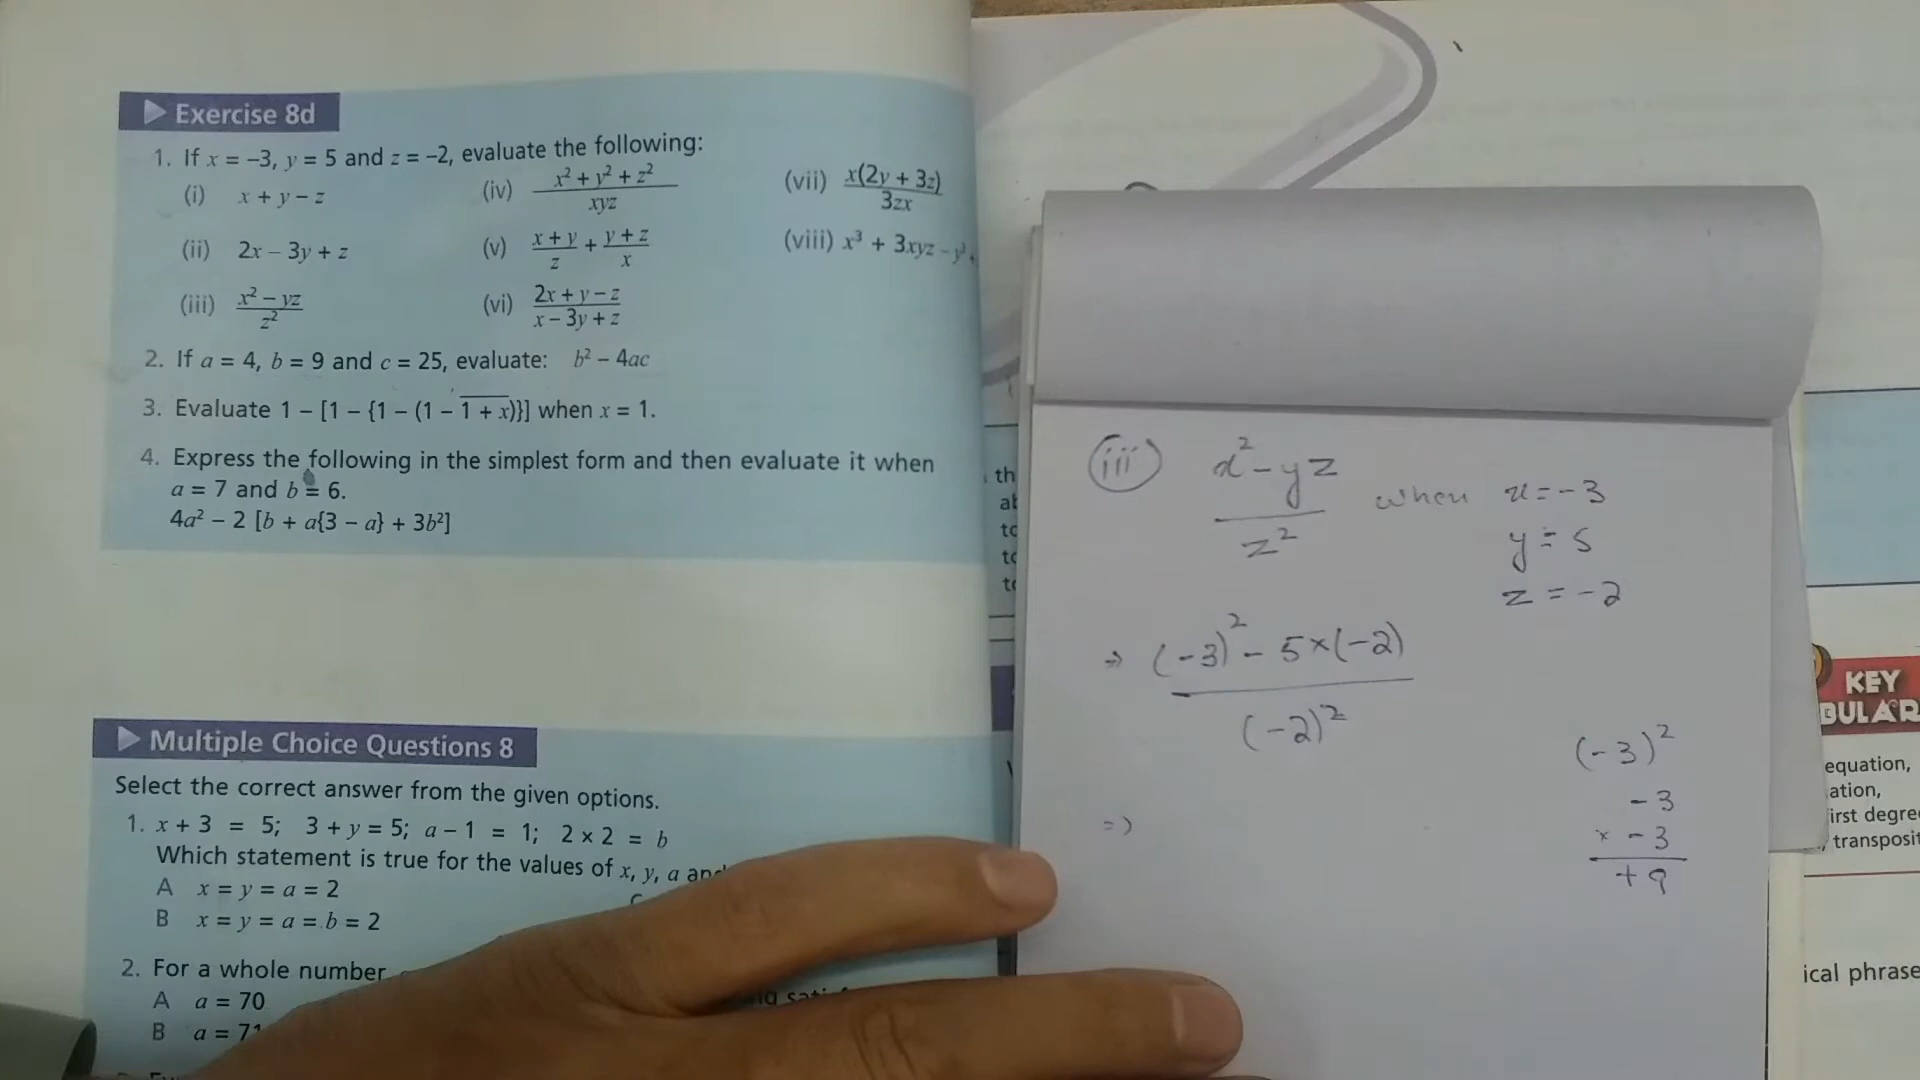 Exercise 8d
1. If x = –3, y = 5 and z = –2, evaluate the following:
(i) x + y – z
(ii) 2x – 3y + z
(iii) x² – yz / z²
(iv) x² + y² + z² / xyz
(v) x + y / z + y + z / x
(vi) 2x + y – z / x – 3y + z
(vii) x(2y + 3z) / 3zx
(viii) x³ + 3xyz – y³ +
2. If a = 4, b = 9 and c = 25, evaluate: b² – 4ac
3. Evaluate 1 – [1 – {1 – (1 – 1 + x)}] when x = 1.
4. Express the following in the simplest form and then evaluate it when
a = 7 and b = 6.
4a² – 2 [b + a{3 – a} + 3b²]
Multiple Choice Questions 8
Select the correct answer from the given options.
1. x + 3 = 5; 3 + y = 5; a – 1 = 1; 2 × 2 = b
Which statement is true for the values of x, y, a
A x = y = a = 2
B x = y = a = b = 2
2. For a whole number
A a = 70
B a = 71
(iii) x² - yz / z² when x = -3
y = 5
z = -2
⇒ (-3)² - 5×(-2) / (-2)²
⇒
(-3)²
-3
× -3
+9
KEY
equation,
transposit
ical phrase